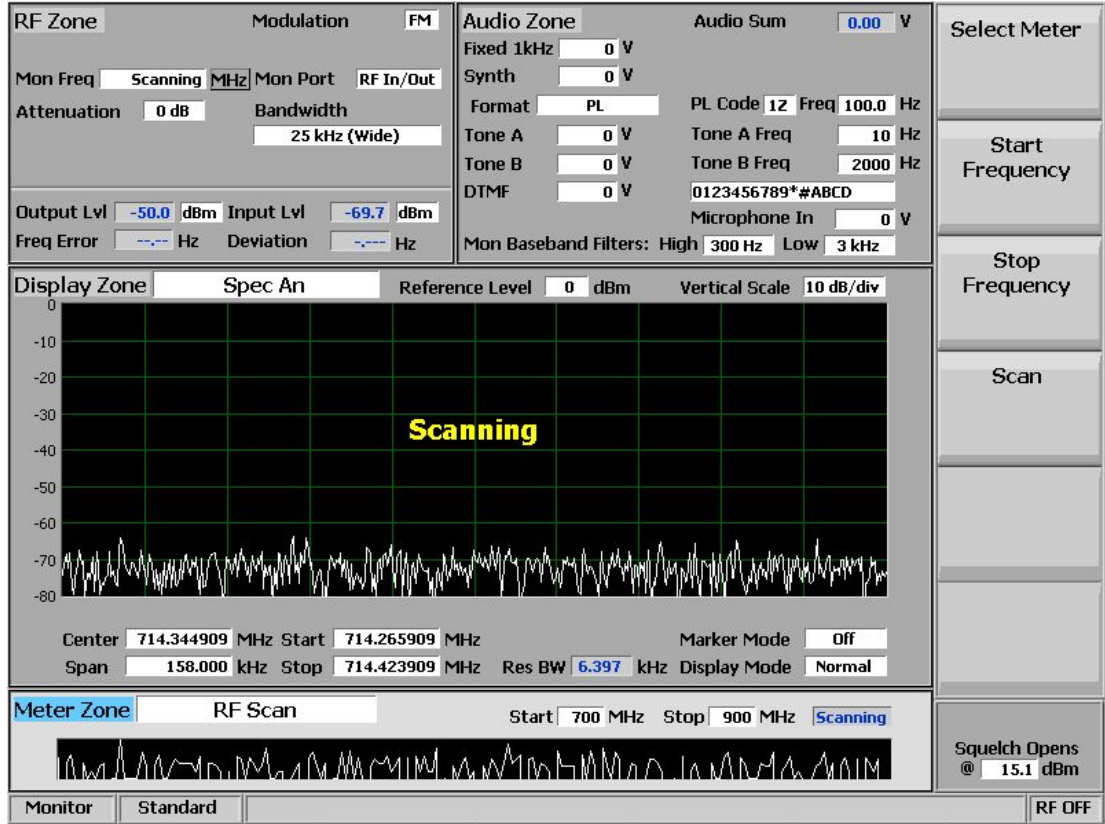 RF Zone Modulation FM
Mon Freq Scanning MHz Mon Port RF In/Out
Attenuation 0 dB Bandwidth
25 kHz (Wide)
Output Lvl -50.0 dBm Input Lvl -69.7 dBm
Freq Error --.-- Hz Deviation -.--- Hz
Audio Zone Audio Sum 0.00 V
Fixed 1kHz 0 V
Synth 0 V
Format PL PL Code 1Z Freq 100.0 Hz
Tone A 0 V Tone A Freq 10 Hz
Tone B 0 V Tone B Freq 2000 Hz
DTMF 0 V 0123456789*#ABCD
Microphone In 0 V
Mon Baseband Filters: High 300 Hz Low 3 kHz
Display Zone Spec An Reference Level 0 dBm Vertical Scale 10 dB/div
0
-10
-20
-30
Scanning
-40
-50
-60
-70
-80
Center 714.344909 MHz Start 714.265909 MHz Marker Mode Off
Span 158.000 kHz Stop 714.423909 MHz Res BW 6.397 kHz Display Mode Normal
Meter Zone RF Scan Start 700 MHz Stop 900 MHz Scanning
Select Meter
Start
Frequency
Stop
Frequency
Scan
Squelch Opens
@ 15.1 dBm
Monitor Standard RF OFF